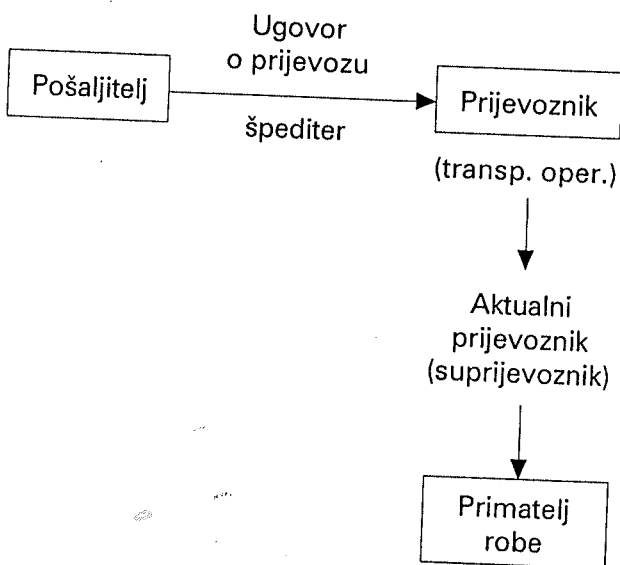 Ugovor
o prijevozu
Pošaljitelj
Prijevoznik
špediter
(transp. oper.)
Aktualni
prijevoznik
(suprijevoznik)
Primatelj
robe